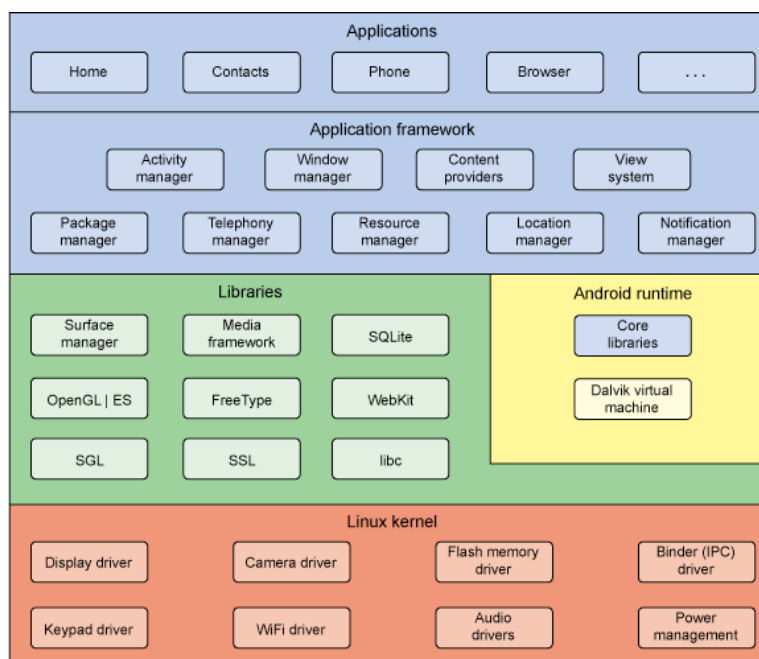 Applications
Home
Contacts
Phone
Browser
. . .
Application framework
Activity
manager
Window
manager
Content
providers
View
system
Package
manager
Telephony
manager
Resource
manager
Location
manager
Notification
manager
Libraries
Surface
manager
Media
framework
SQLite
OpenGL | ES
FreeType
WebKit
SGL
SSL
libc
Android runtime
Core
libraries
Dalvik virtual
machine
Linux kernel
Display driver
Camera driver
Flash memory
driver
Binder (IPC)
driver
Keypad driver
WiFi driver
Audio
drivers
Power
management